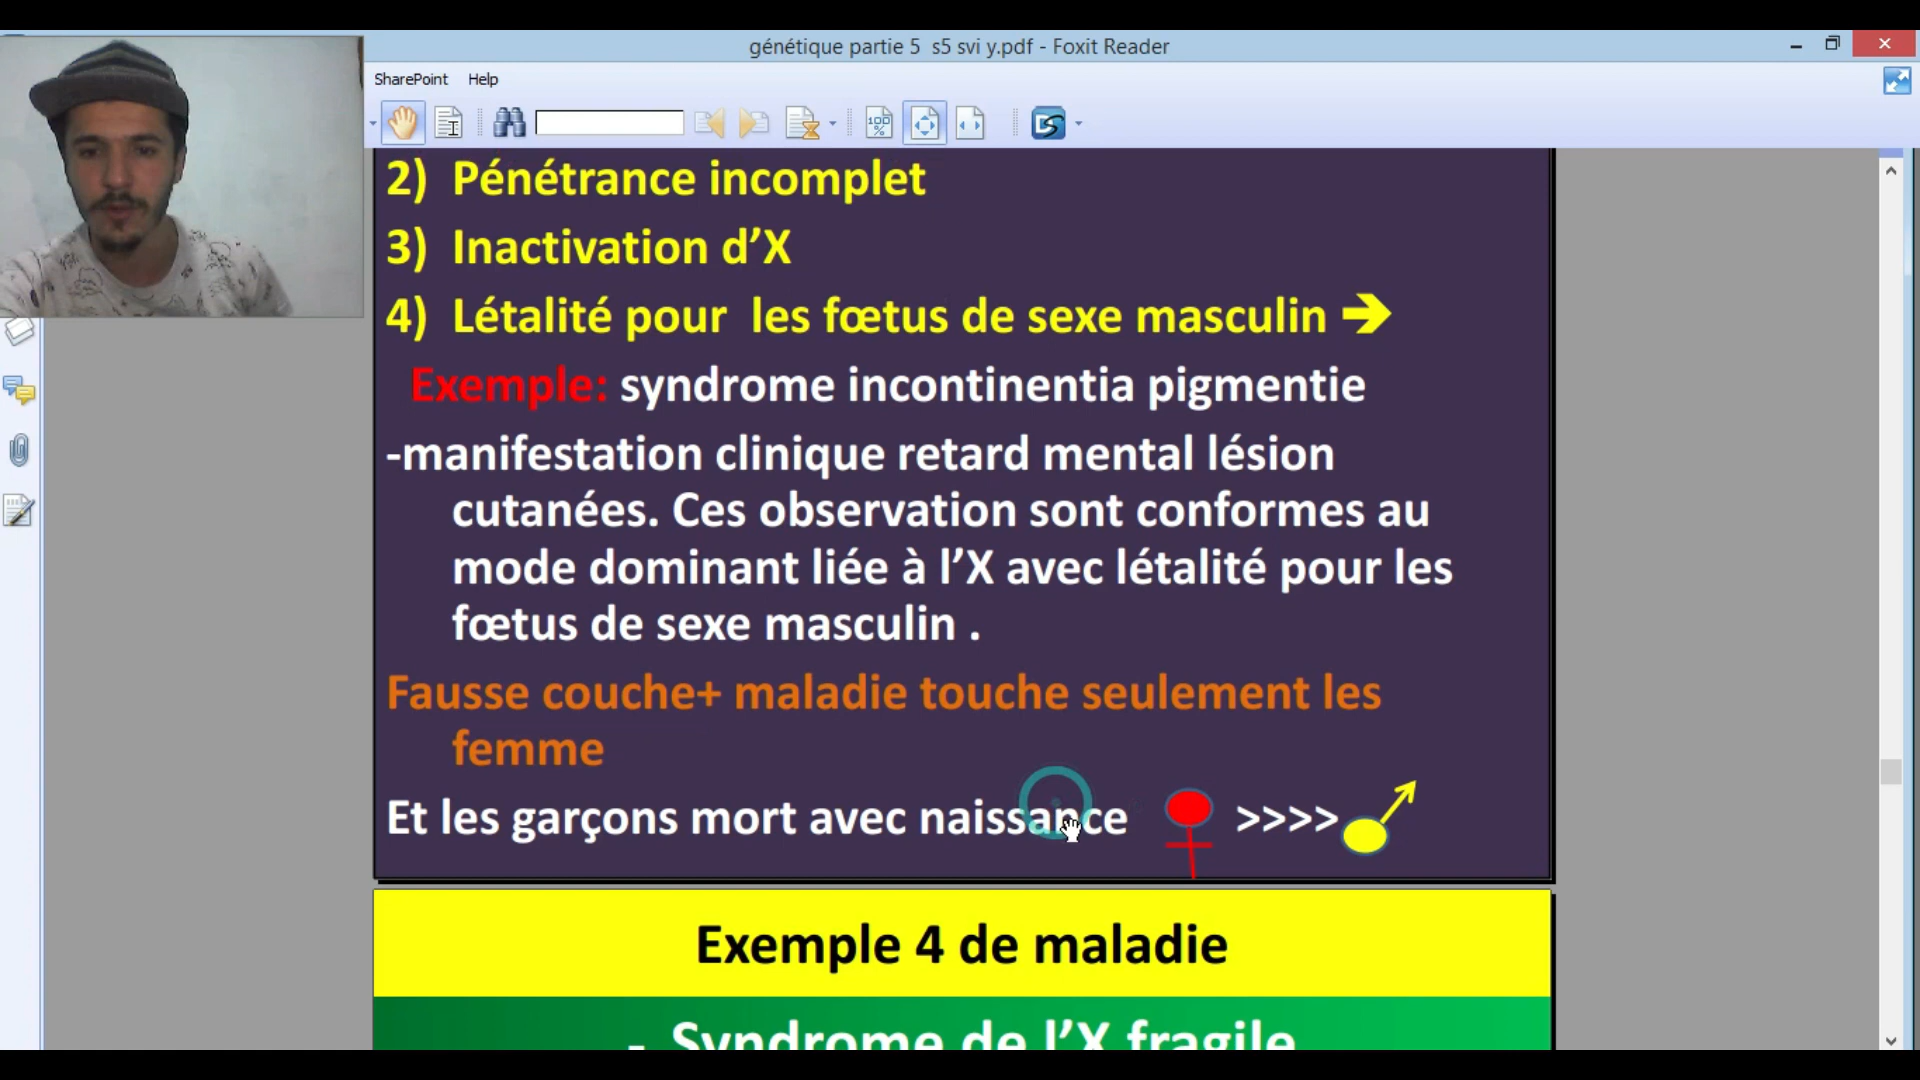 génétique partie 5 s5 svi y.pdf - Foxit Reader
SharePoint Help
2) Pénétrance incomplet
3) Inactivation d’X
4) Létalité pour les fœtus de sexe masculin ➔
Exemple: syndrome incontinentia pigmentie
-manifestation clinique retard mental lésion
cutanées. Ces observation sont conformes au
mode dominant liée à l’X avec létalité pour les
fœtus de sexe masculin .
Fausse couche+ maladie touche seulement les
femme
Et les garçons mort avec naissance >>>>
Exemple 4 de maladie
- Syndrome de l’X fragile